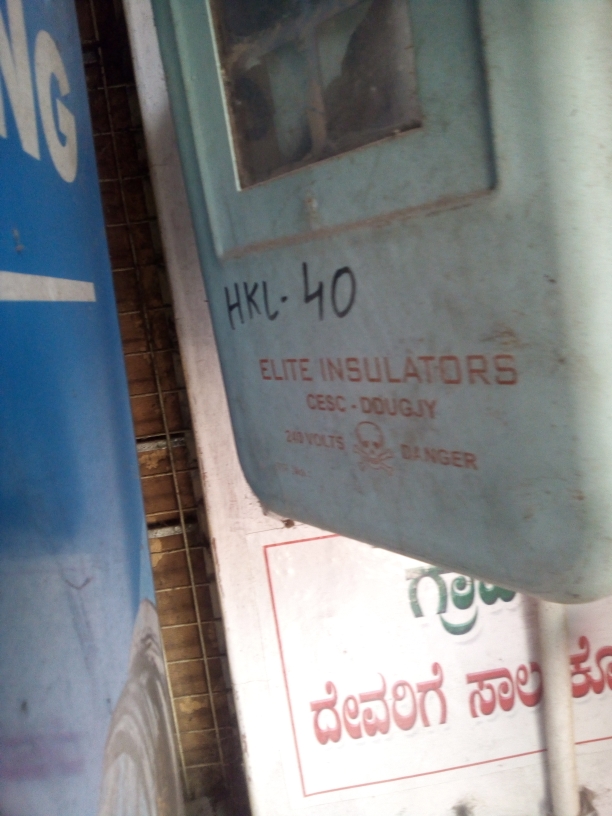 NG
HKL- 40
ELITE INSULATORS
CESC - DOUGJY
240 VOLTS DANGER
ದೇವರಿಗೆ ಸಾಲ ಕೊ